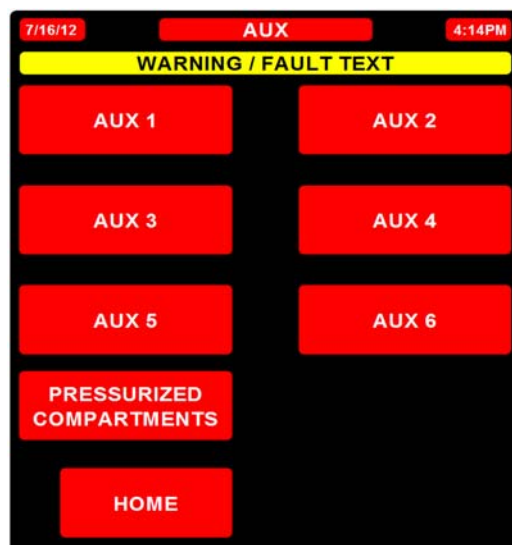 7/16/12 AUX 4:14PM
WARNING / FAULT TEXT
AUX 1 AUX 2
AUX 3 AUX 4
AUX 5 AUX 6
PRESSURIZED
COMPARTMENTS
HOME